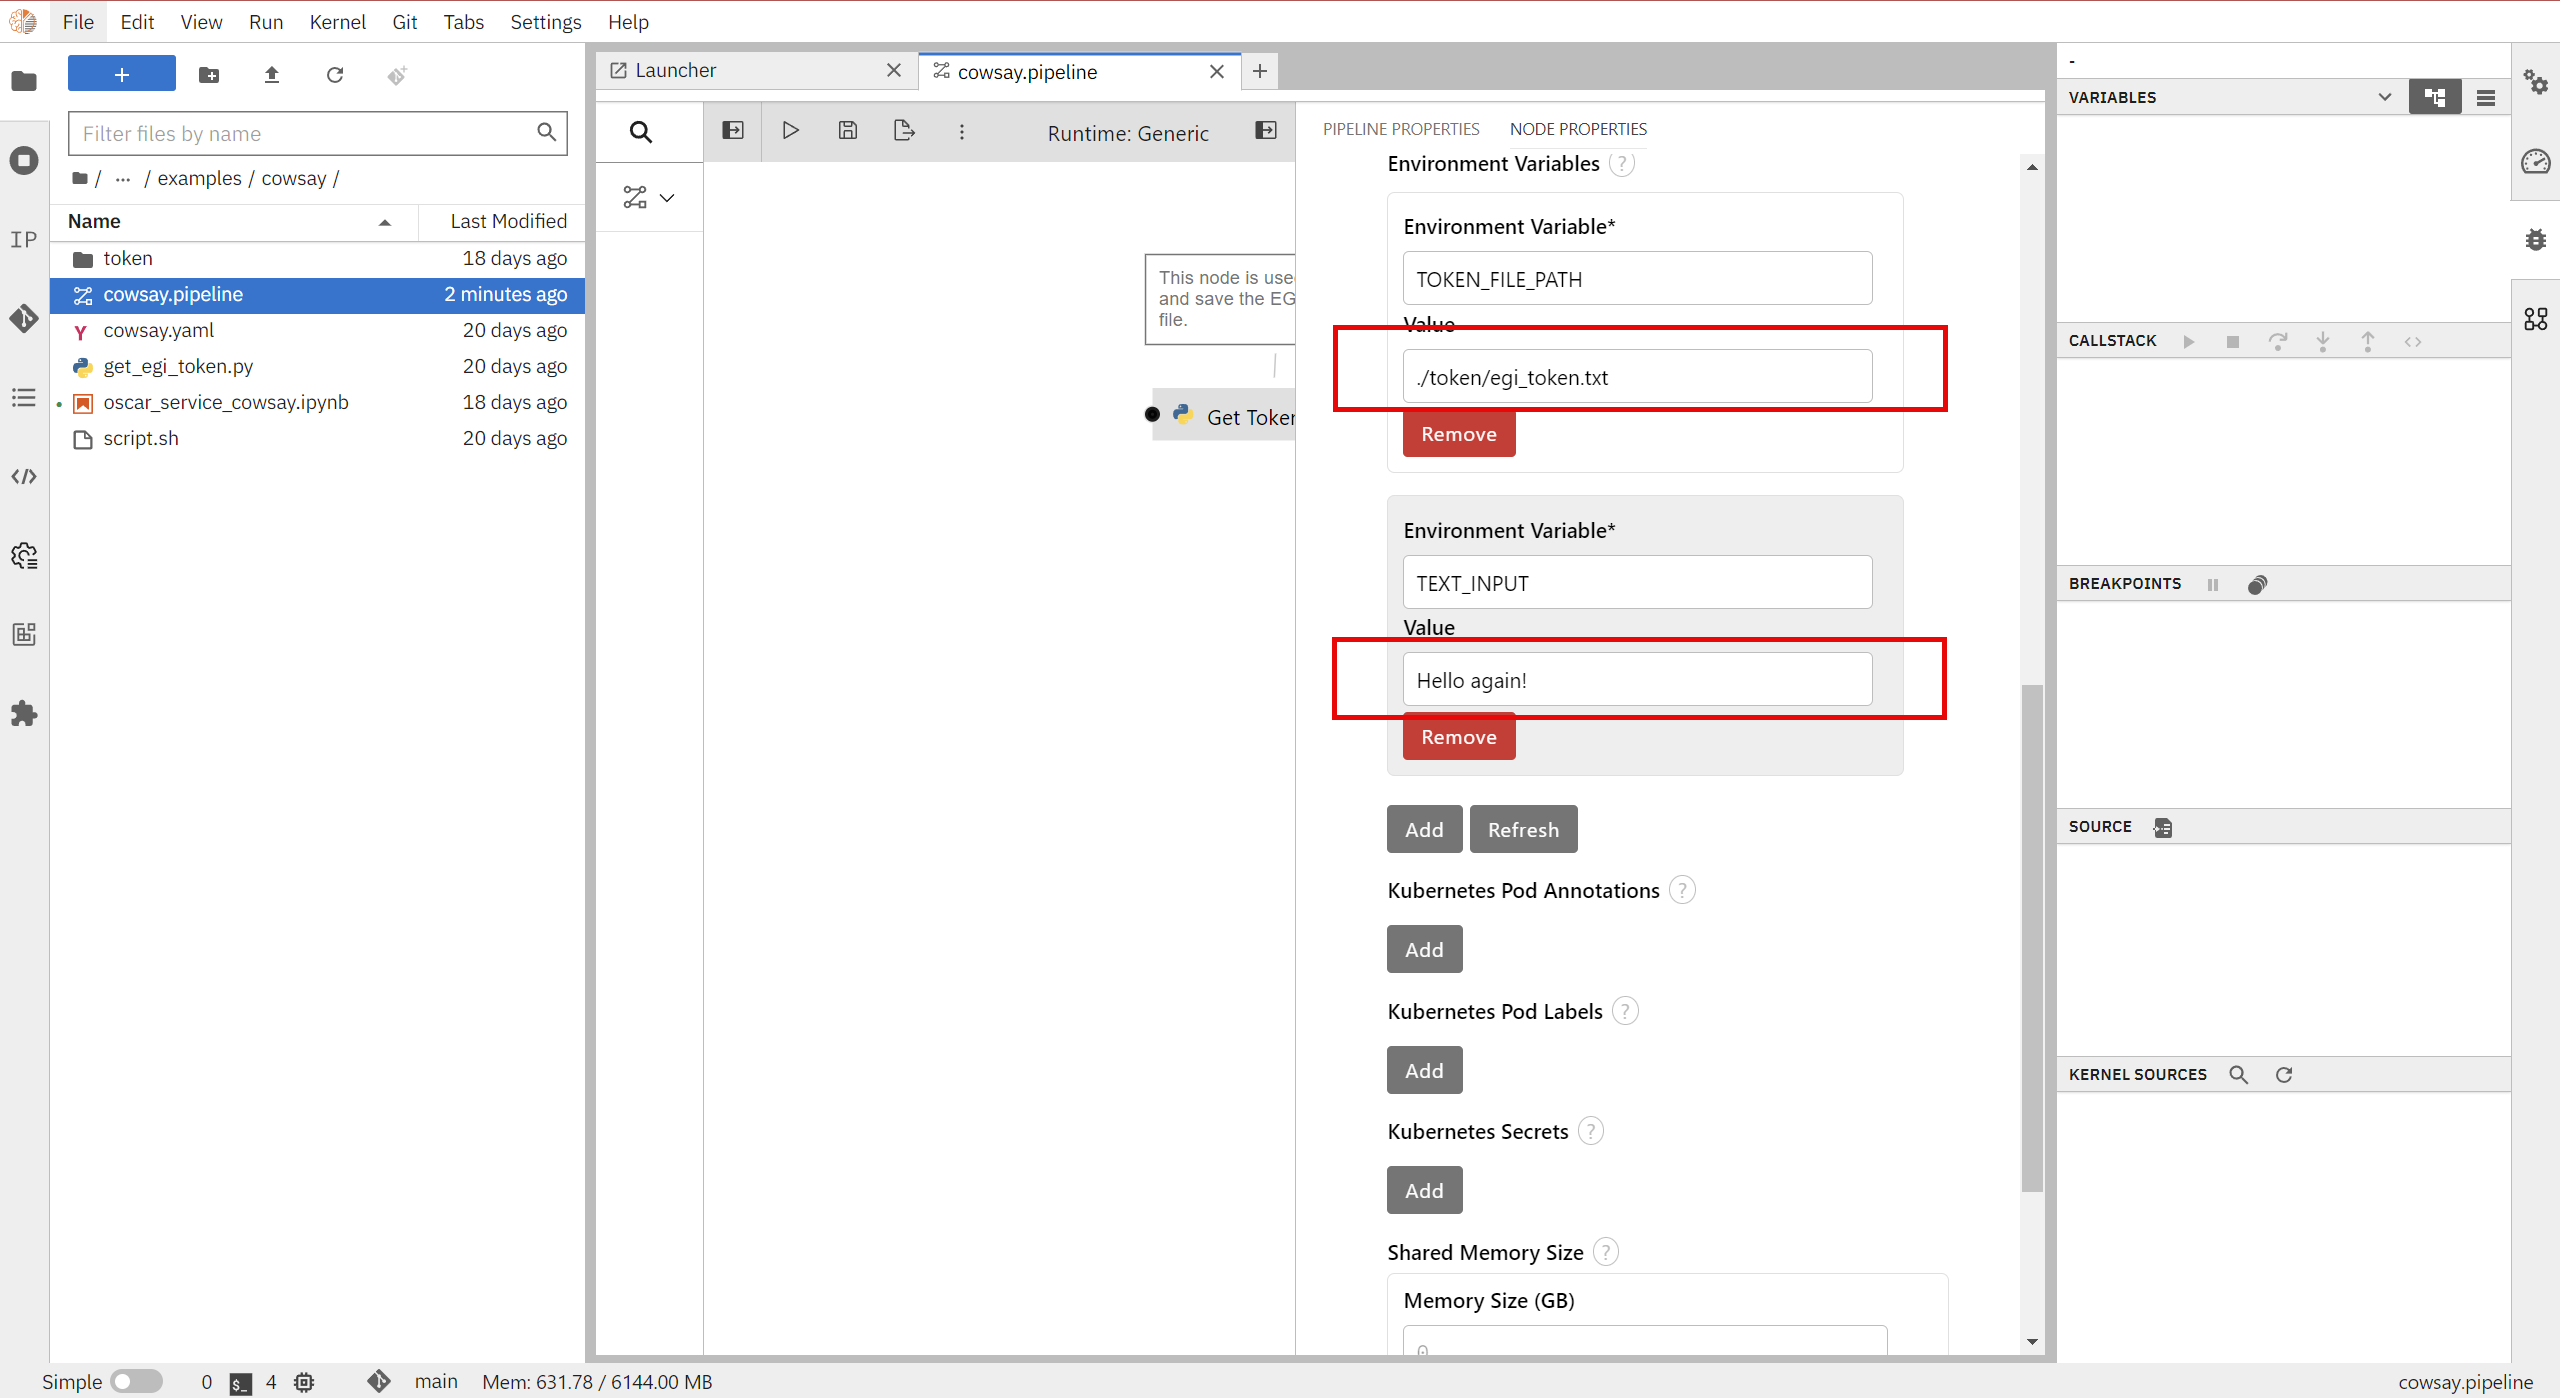 File Edit View Run Kernel Git Tabs Settings Help
+
Filter files by name
/ ... / examples / cowsay /
Name Last Modified
token 18 days ago
cowsay.pipeline 2 minutes ago
cowsay.yaml 20 days ago
get_egi_token.py 20 days ago
oscar_service_cowsay.ipynb 18 days ago
script.sh 20 days ago
IP
Launcher
cowsay.pipeline
Runtime: Generic
This node is use
and save the EG
file.
Get Token
PIPELINE PROPERTIES NODE PROPERTIES
Environment Variables ?
Environment Variable*
TOKEN_FILE_PATH
Value
./token/egi_token.txt
Remove
Environment Variable*
TEXT_INPUT
Value
Hello again!
Remove
Add Refresh
Kubernetes Pod Annotations ?
Add
Kubernetes Pod Labels ?
Add
Kubernetes Secrets ?
Add
Shared Memory Size ?
Memory Size (GB)
-
VARIABLES
CALLSTACK
BREAKPOINTS
SOURCE
KERNEL SOURCES
Simple 0 $_ 4 main Mem: 631.78 / 6144.00 MB
cowsay.pipeline